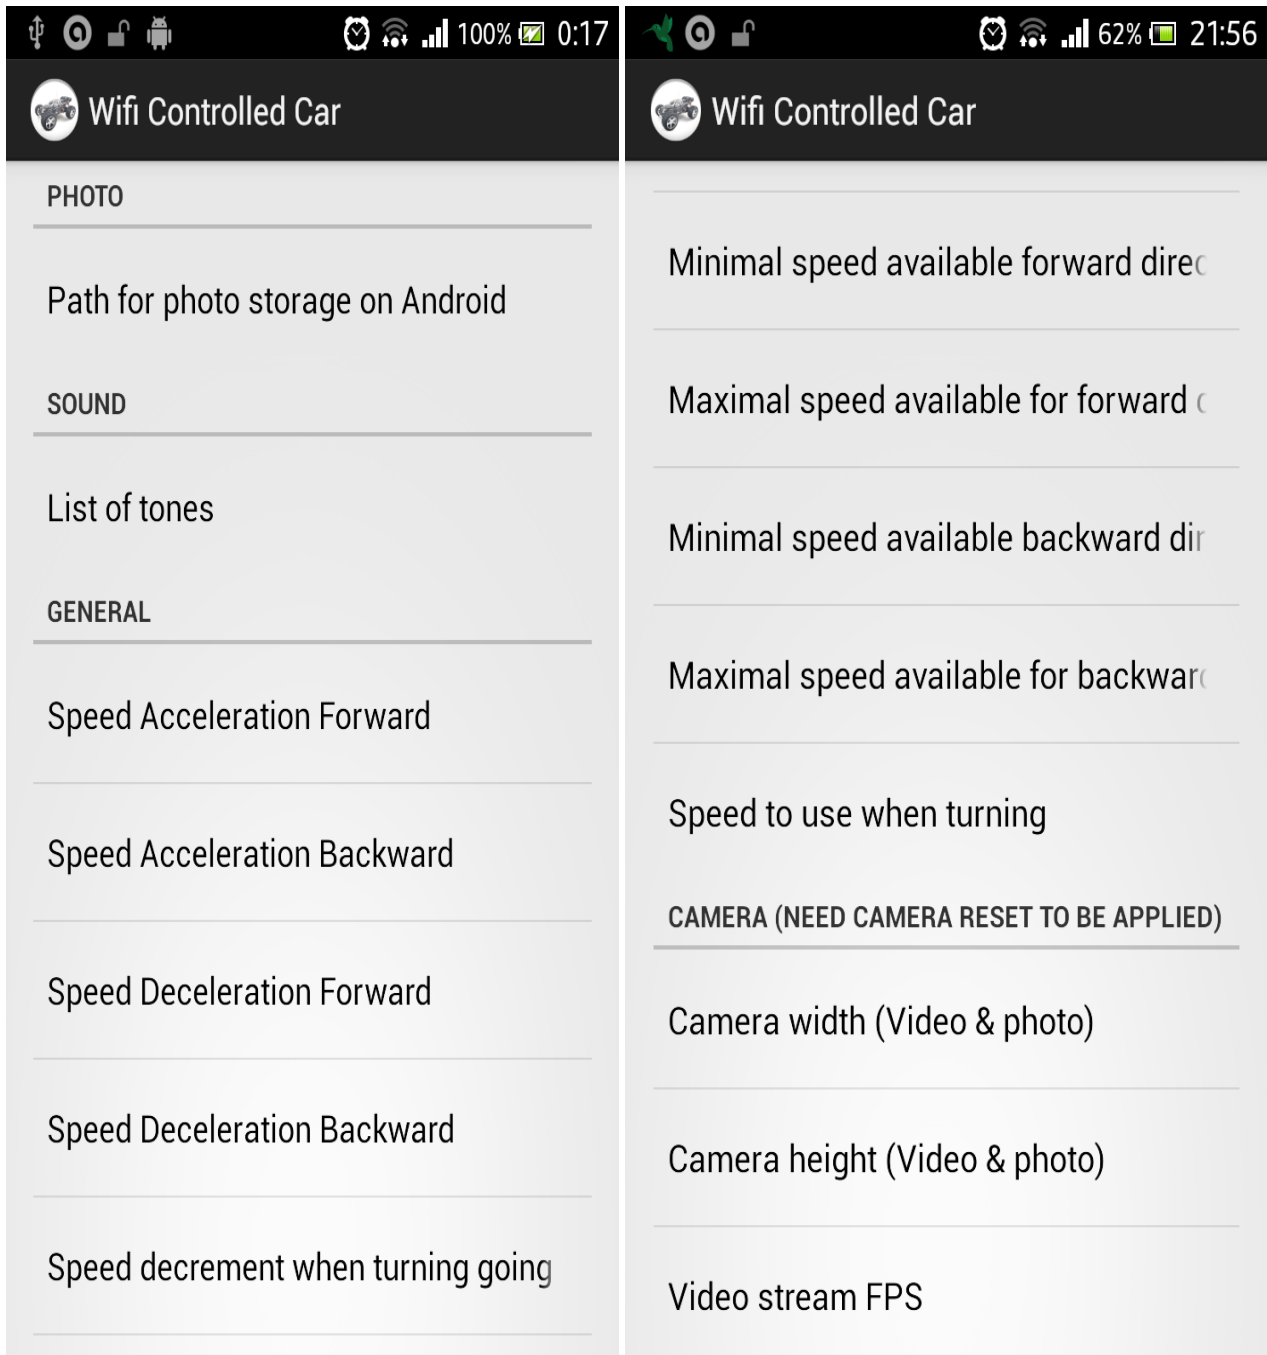 100% 0:17
Wifi Controlled Car
PHOTO
Path for photo storage on Android
SOUND
List of tones
GENERAL
Speed Acceleration Forward
Speed Acceleration Backward
Speed Deceleration Forward
Speed Deceleration Backward
Speed decrement when turning going
62% 21:56
Wifi Controlled Car
Minimal speed available forward direc
Maximal speed available for forward
Minimal speed available backward dir
Maximal speed available for backward
Speed to use when turning
CAMERA (NEED CAMERA RESET TO BE APPLIED)
Camera width (Video & photo)
Camera height (Video & photo)
Video stream FPS